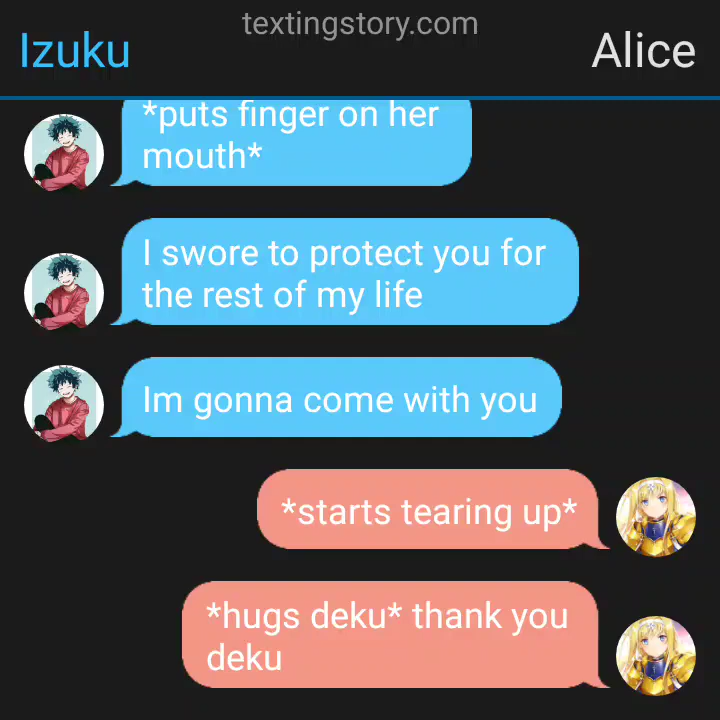 textingstory.com
Izuku
Alice
*puts finger on her
mouth*
I swore to protect you for
the rest of my life
Im gonna come with you
*starts tearing up*
*hugs deku* thank you
deku